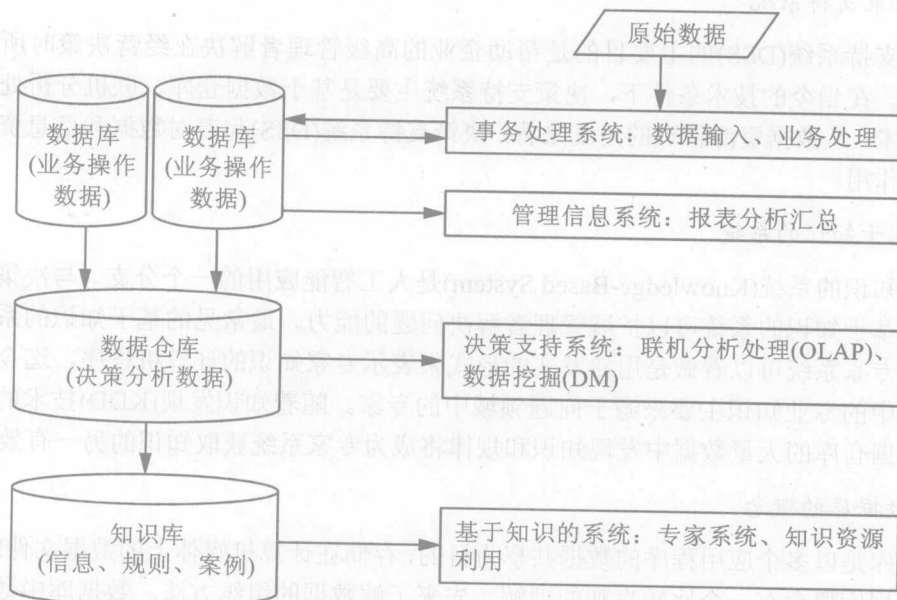 原始数据
数据库
(业务操作
数据)
数据库
(业务操作
数据)
事务处理系统：数据输入、业务处理
管理信息系统：报表分析汇总
数据仓库
(决策分析数据)
决策支持系统：联机分析处理(OLAP)、
数据挖掘(DM)
知识库
(信息、规则、案例)
基于知识的系统：专家系统、知识资源
利用